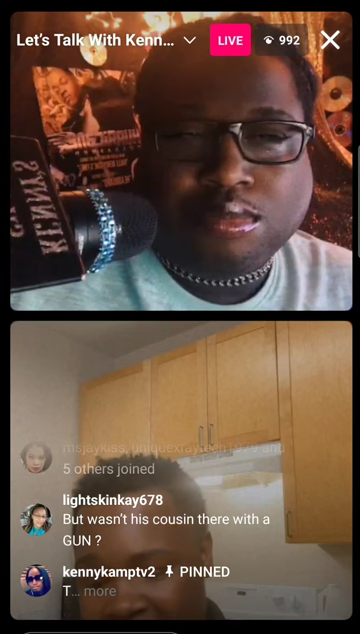 Let's Talk With Kenn...
LIVE
992
5 others joined
lightskinkay678
But wasn't his cousin there with a
GUN ?
kennykamptv2 PINNED
T... more